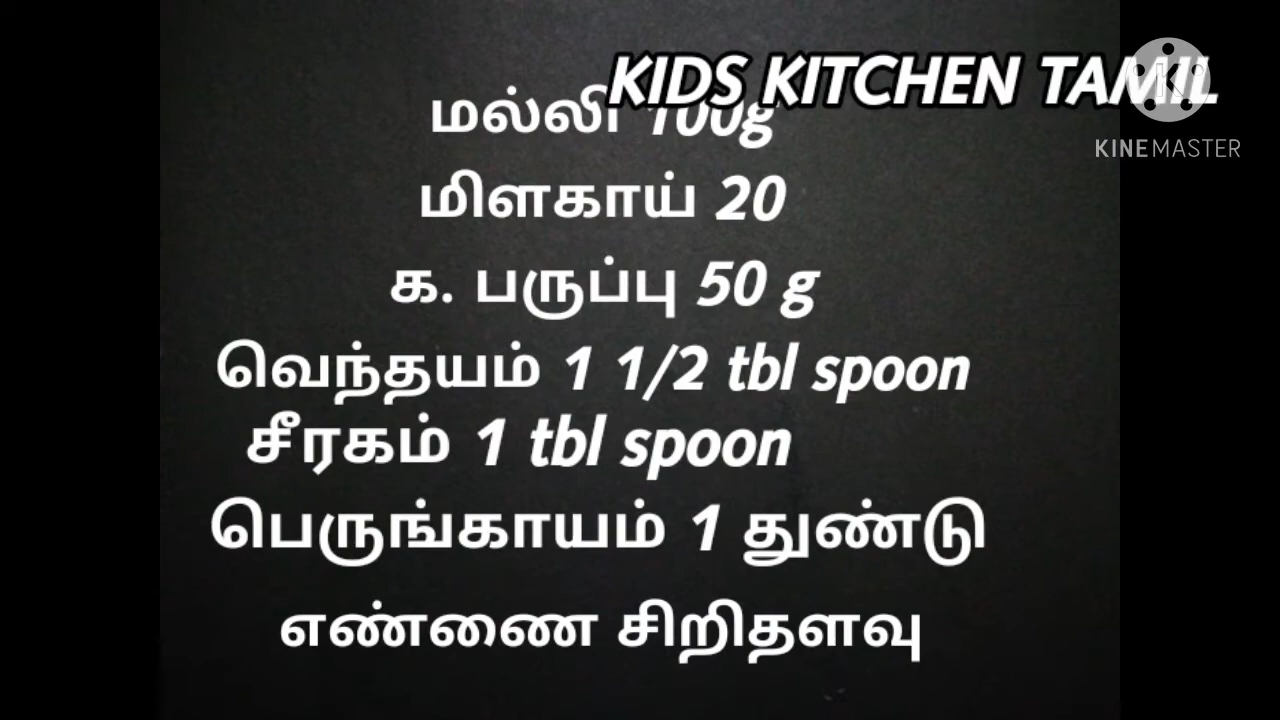 KIDS KITCHEN TAMIL
மல்லி 100g
KINEMASTER
மிளகாய் 20
க. பருப்பு 50 g
வெந்தயம் 1 1/2 tbl spoon
சீரகம் 1 tbl spoon
பெருங்காயம் 1 துண்டு
எண்ணை சிறிதளவு